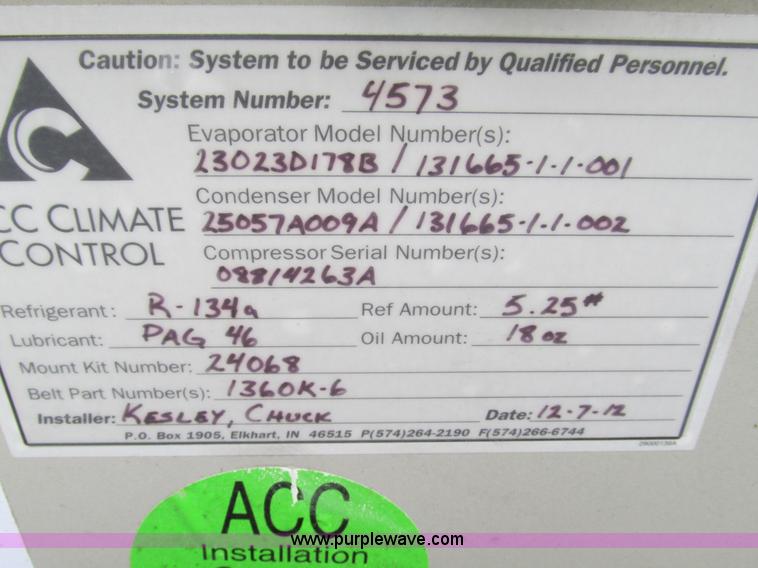 Caution: System to be Serviced by Qualified Personnel.
System Number: 4573
Evaporator Model Number(s):
23023D178B / 131665-1-1-001
Condenser Model Number(s):
25057A009A / 131665-1-1-002
CC CLIMATE
CONTROL
Compressor Serial Number(s):
08814263A
Refrigerant: R-134a Ref Amount: 5.25#
Lubricant: PAG 46 Oil Amount: 18 oz
Mount Kit Number: 24068
Belt Part Number(s): 1360K-6
Installer: KESLEY, CHUCK Date: 12-7-12
P.O. Box 1905, Elkhart, IN 46515 P(574)264-2190 F(574)266-6744
ACC
Installation
www.purplewave.com